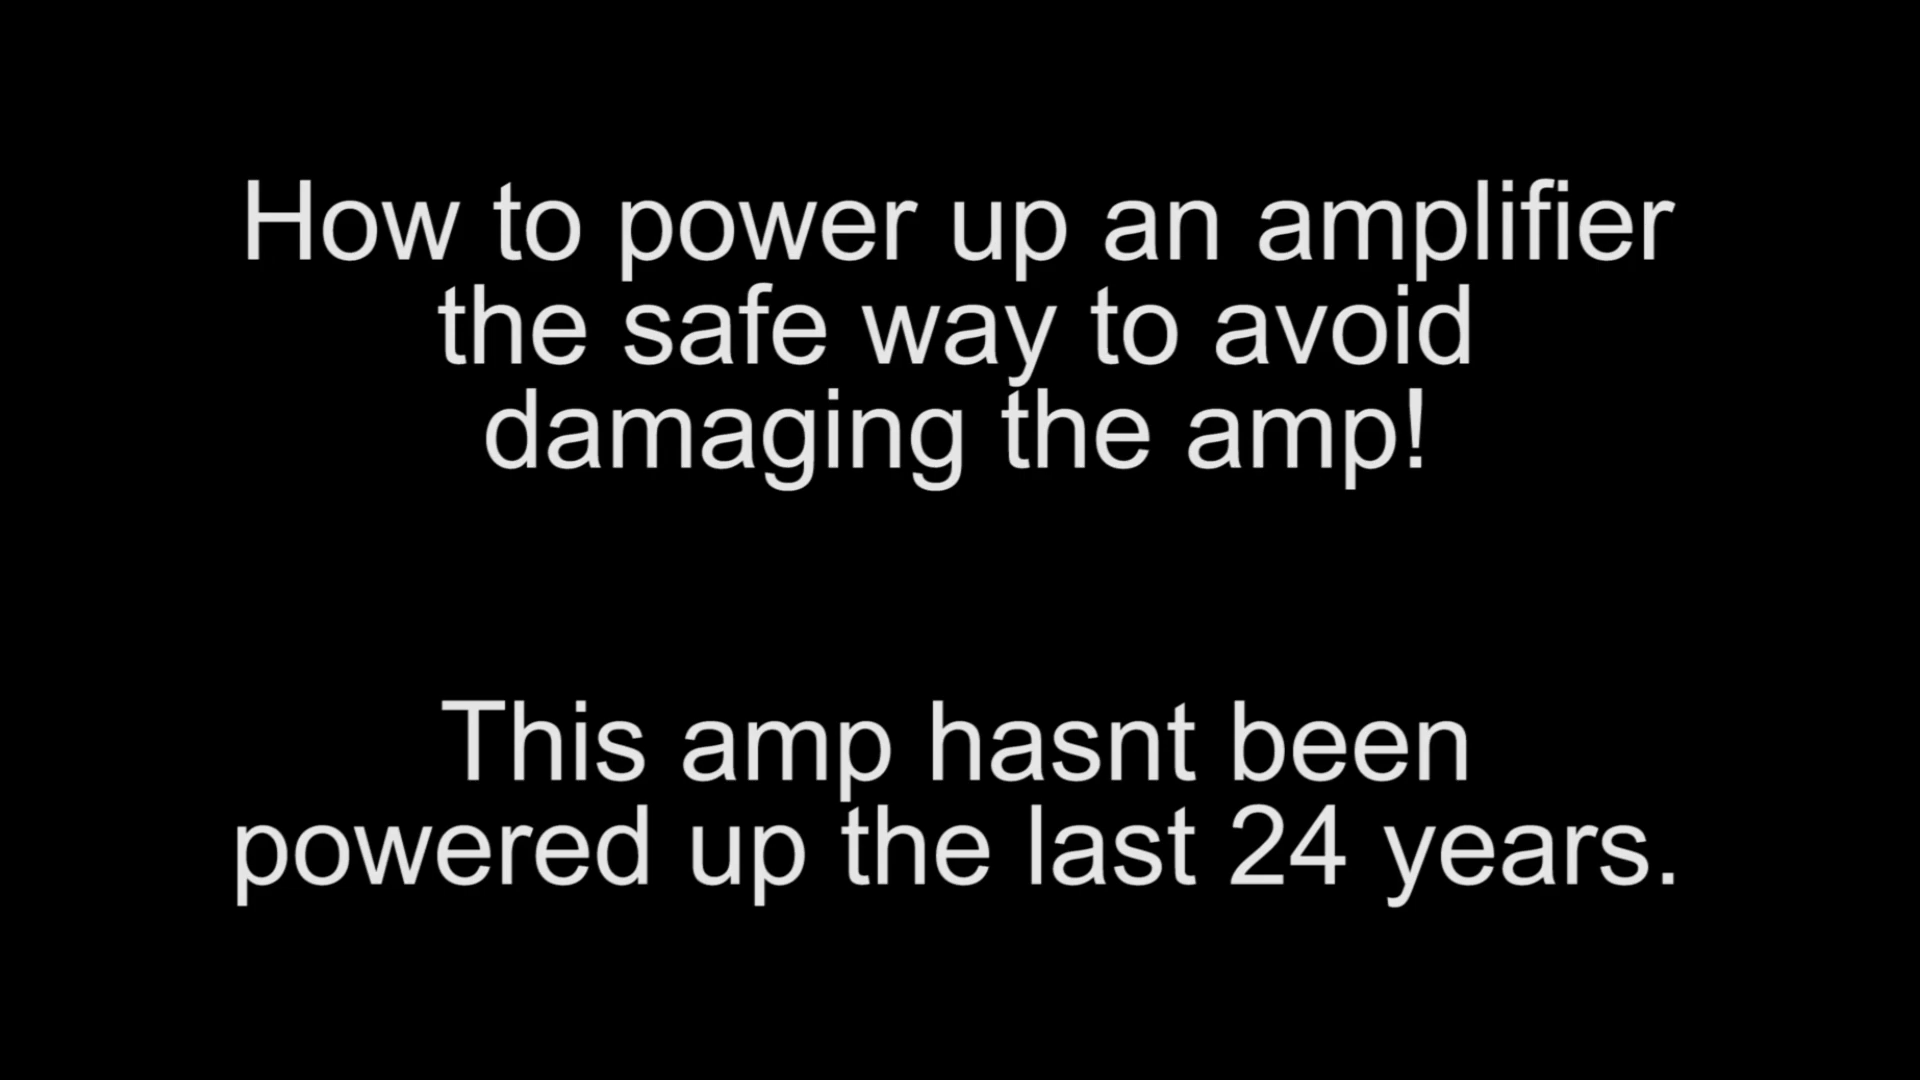 How to power up an amplifier
the safe way to avoid
damaging the amp!
This amp hasnt been
powered up the last 24 years.